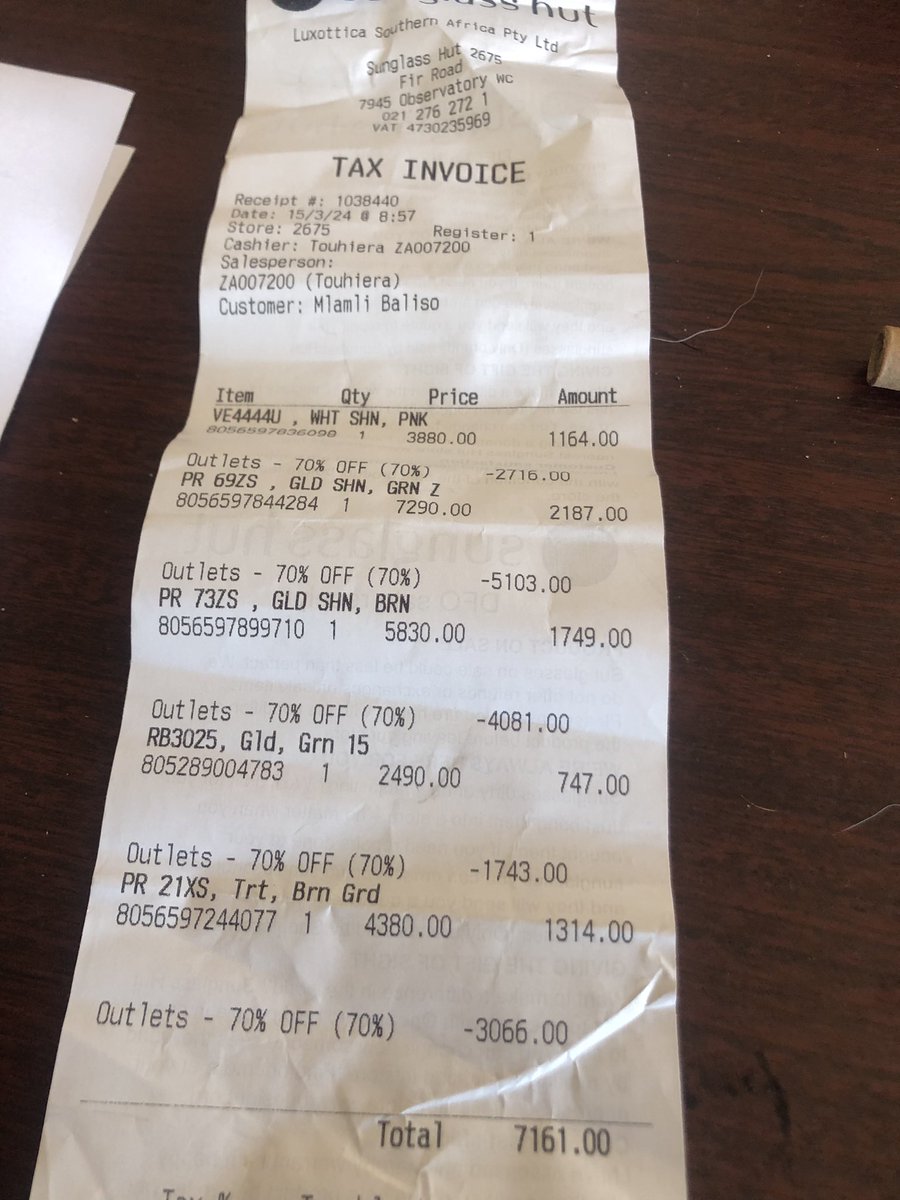 glass hut
Luxottica Southern Africa Pty Ltd
Sunglass Hut 2675
Fir Road
7945 Observatory WC
021 276 272 1
VAT 4730235969
TAX INVOICE
Receipt #: 1038440
Date: 15/3/24 @ 8:57
Store: 2675 Register: 1
Cashier: Touhiera ZA007200
Salesperson:
ZA007200 (Touhiera)
Customer: Mlamli Baliso
Item Qty Price Amount
VE4444U , WHT SHN, PNK
8056597836098 1 3880.00 1164.00
Outlets - 70% OFF (70%) -2716.00
PR 69ZS , GLD SHN, GRN Z
8056597844284 1 7290.00 2187.00
Outlets - 70% OFF (70%) -5103.00
PR 73ZS , GLD SHN, BRN
8056597899710 1 5830.00 1749.00
Outlets - 70% OFF (70%) -4081.00
RB3025, Gld, Grn 15
805289004783 1 2490.00 747.00
Outlets - 70% OFF (70%) -1743.00
PR 21XS, Trt, Brn Grd
8056597244077 1 4380.00 1314.00
Outlets - 70% OFF (70%) -3066.00
Total 7161.00